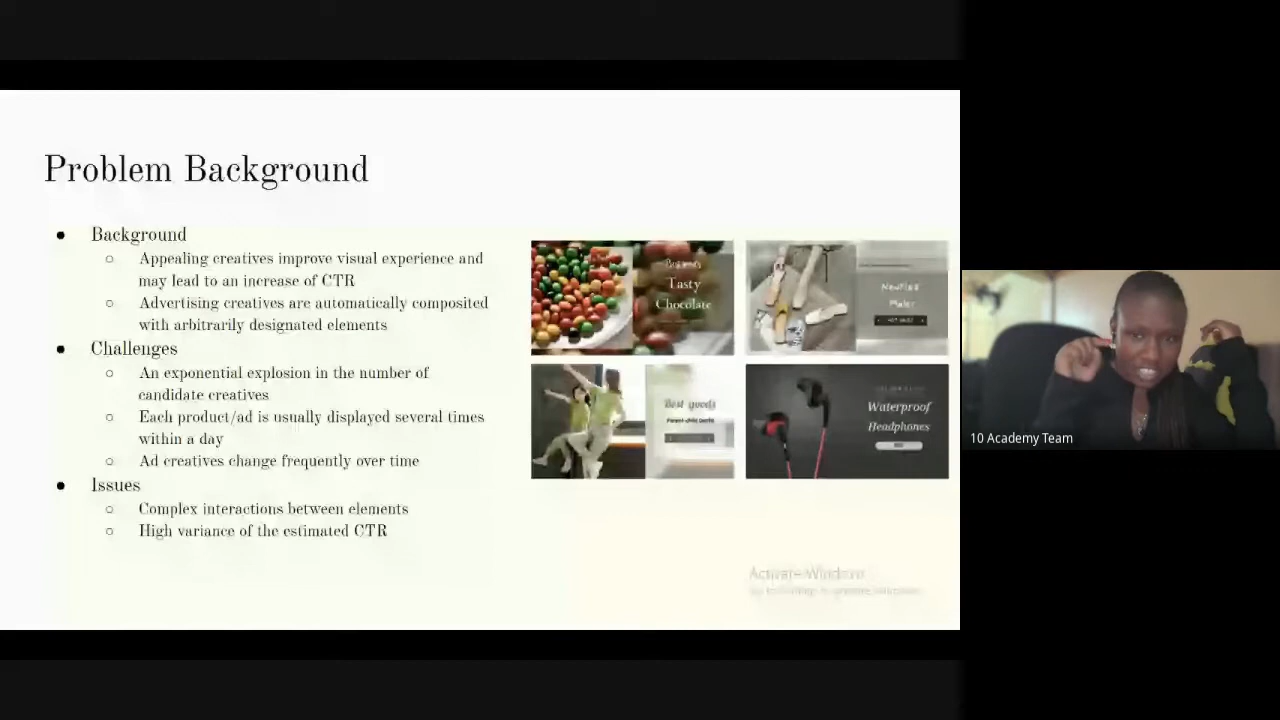 Problem Background
● Background
○ Appealing creatives improve visual experience and
may lead to an increase of CTR
○ Advertising creatives are automatically composited
with arbitrarily designated elements
● Challenges
○ An exponential explosion in the number of
candidate creatives
○ Each product/ad is usually displayed several times
within a day
○ Ad creatives change frequently over time
● Issues
○ Complex interactions between elements
○ High variance of the estimated CTR
Tasty
Chocolate
Best goods
Waterproof
Headphones
Activate Windows
10 Academy Team